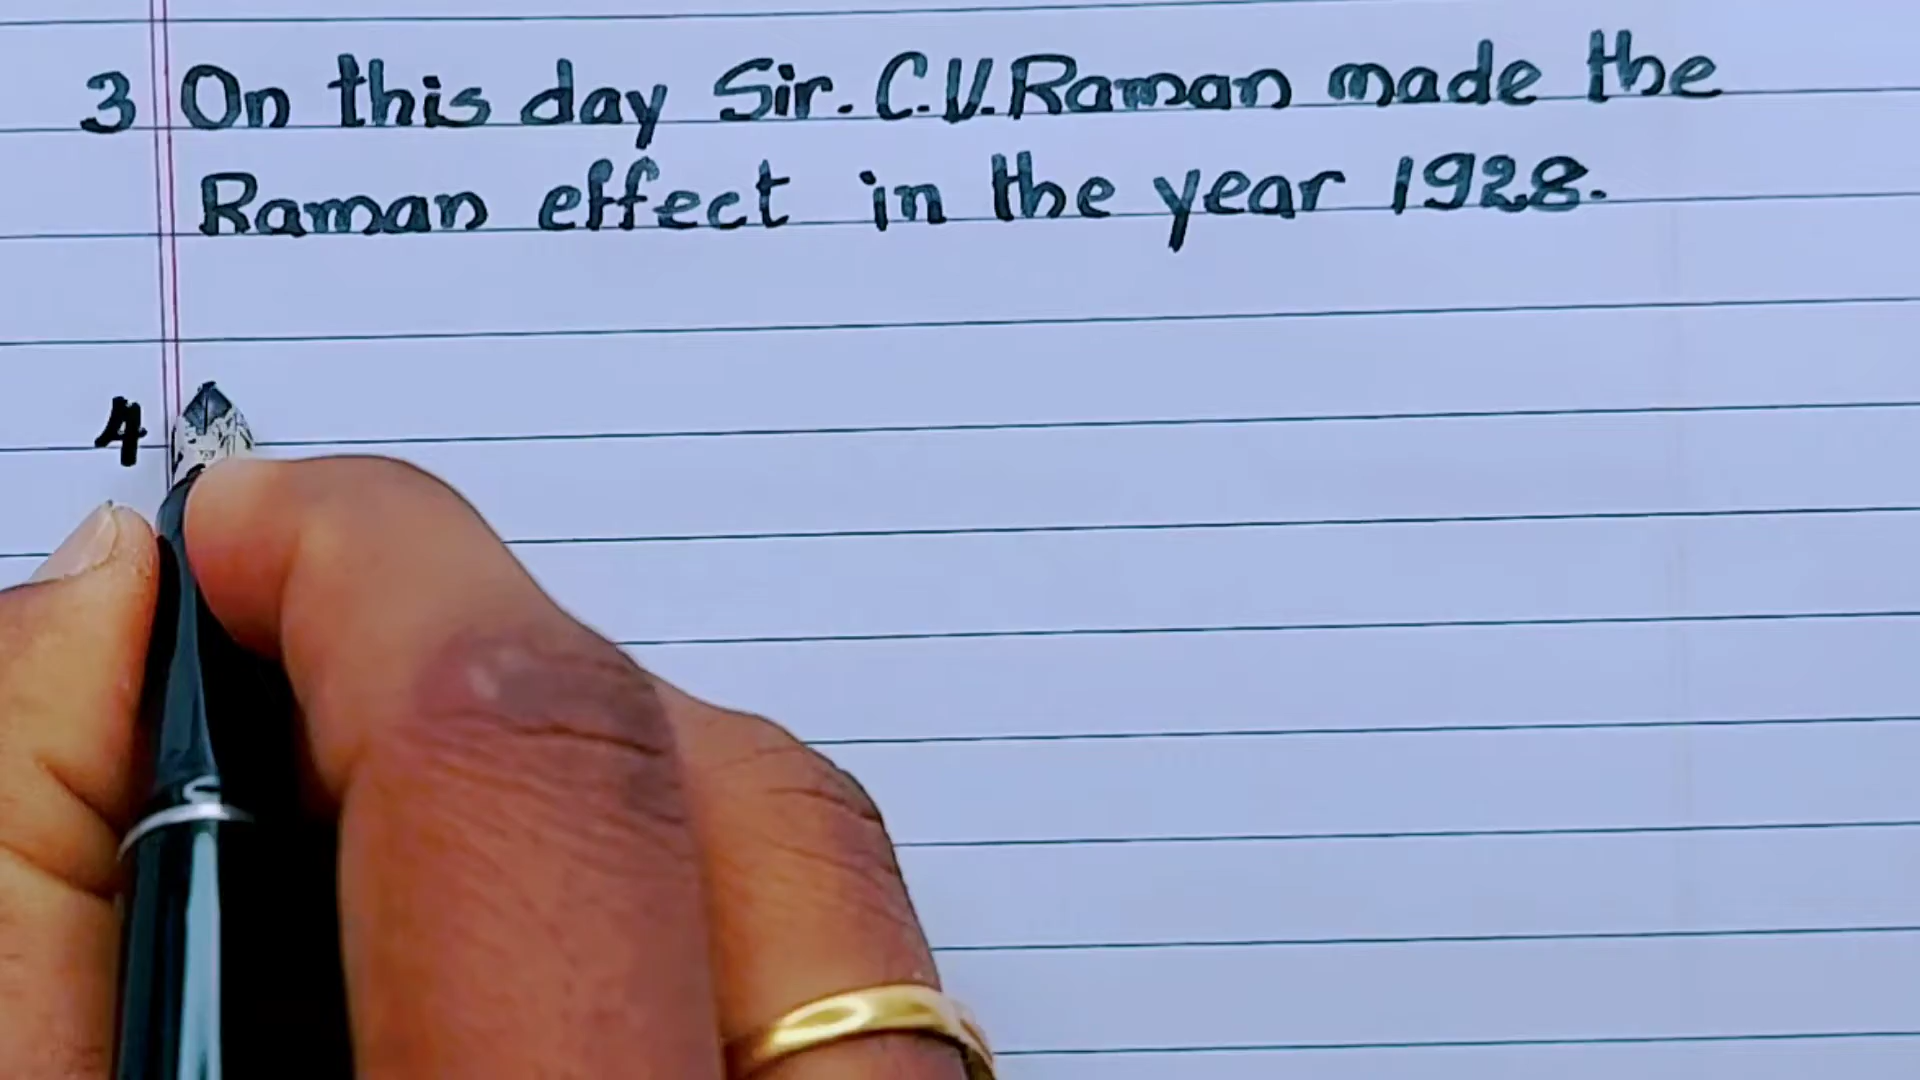 3 On this day Sir. C.V. Raman made the
Raman effect in the year 1928.
4